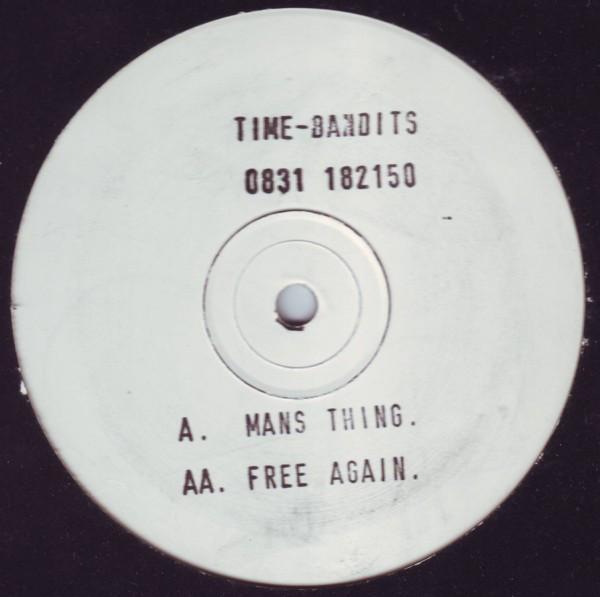 TIME-BANDITS
0831 182150
A. MANS THING.
AA. FREE AGAIN.